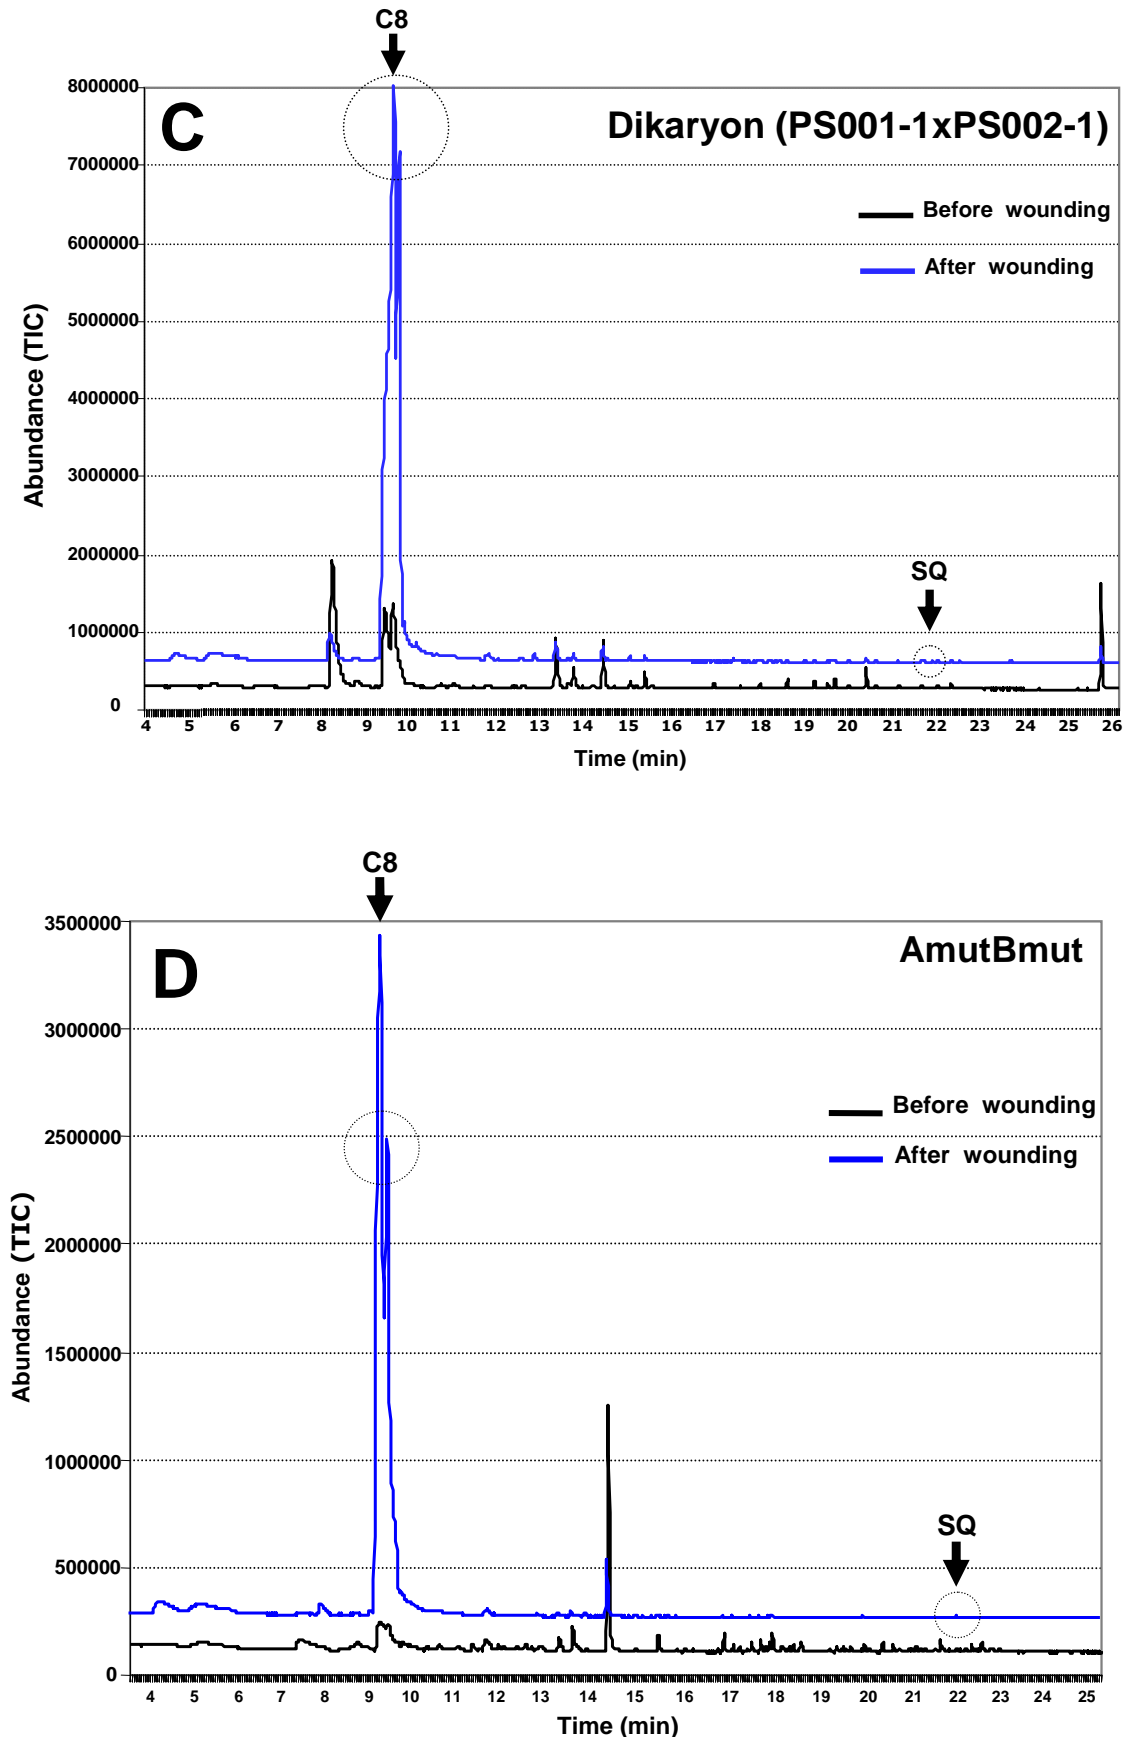 C8
8000000
C
Dikaryon (PS001-1xPS002-1)
7000000
Before wounding
6000000
After wounding
5000000
Abundance (TIC)
4000000
3000000
2000000
SQ
1000000
0
4 5 6 7 8 9 10 11 12 13 14 15 16 17 18 19 20 21 22 23 24 25 26
Time (min)
C8
3500000
D
AmutBmut
3000000
Before wounding
2500000
After wounding
2000000
Abundance (TIC)
1500000
1000000
SQ
500000
0
4 5 6 7 8 9 10 11 12 13 14 15 16 17 18 19 20 21 22 23 24 25
Time (min)